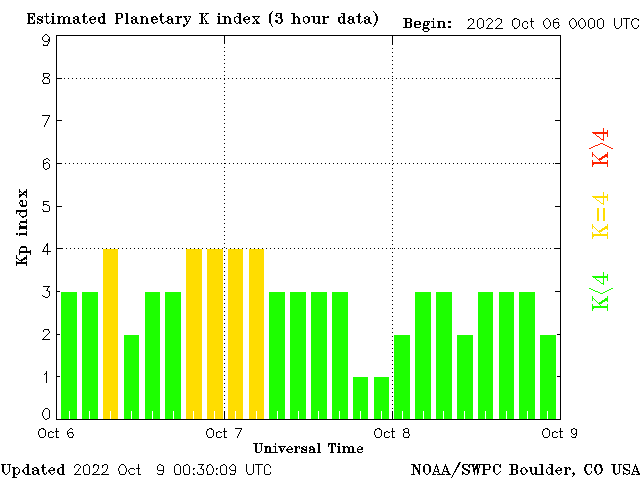 Estimated Planetary K index (3 hour data) Begin: 2022 Oct 06 0000 UTC
9
8
7
6
5
4
3
2
1
0
Kp index
K>4
K=4
K<4
Oct 6 Oct 7 Oct 8 Oct 9
Universal Time
Updated 2022 Oct 9 00:30:09 UTC NOAA/SWPC Boulder, CO USA